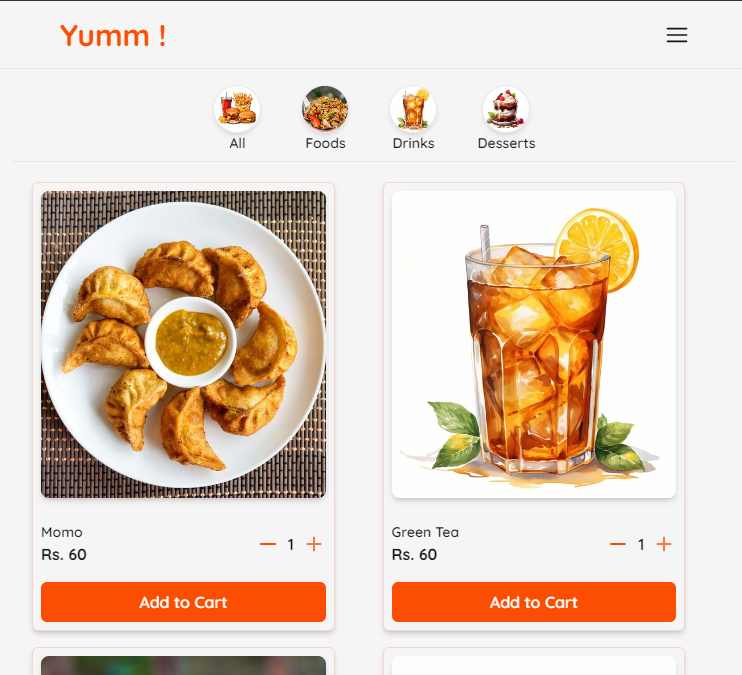 Yumm !
All
Foods
Drinks
Desserts
Momo
Rs. 60
1
Add to Cart
Green Tea
Rs. 60
1
Add to Cart